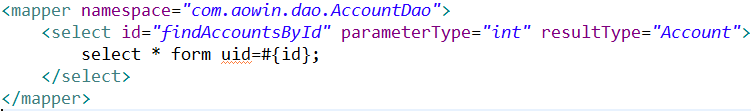 <mapper namespace="com.aowin.dao.AccountDao">
<select id="findAccountsById" parameterType="int" resultType="Account">
select * form uid=#{id};
</select>
</mapper>